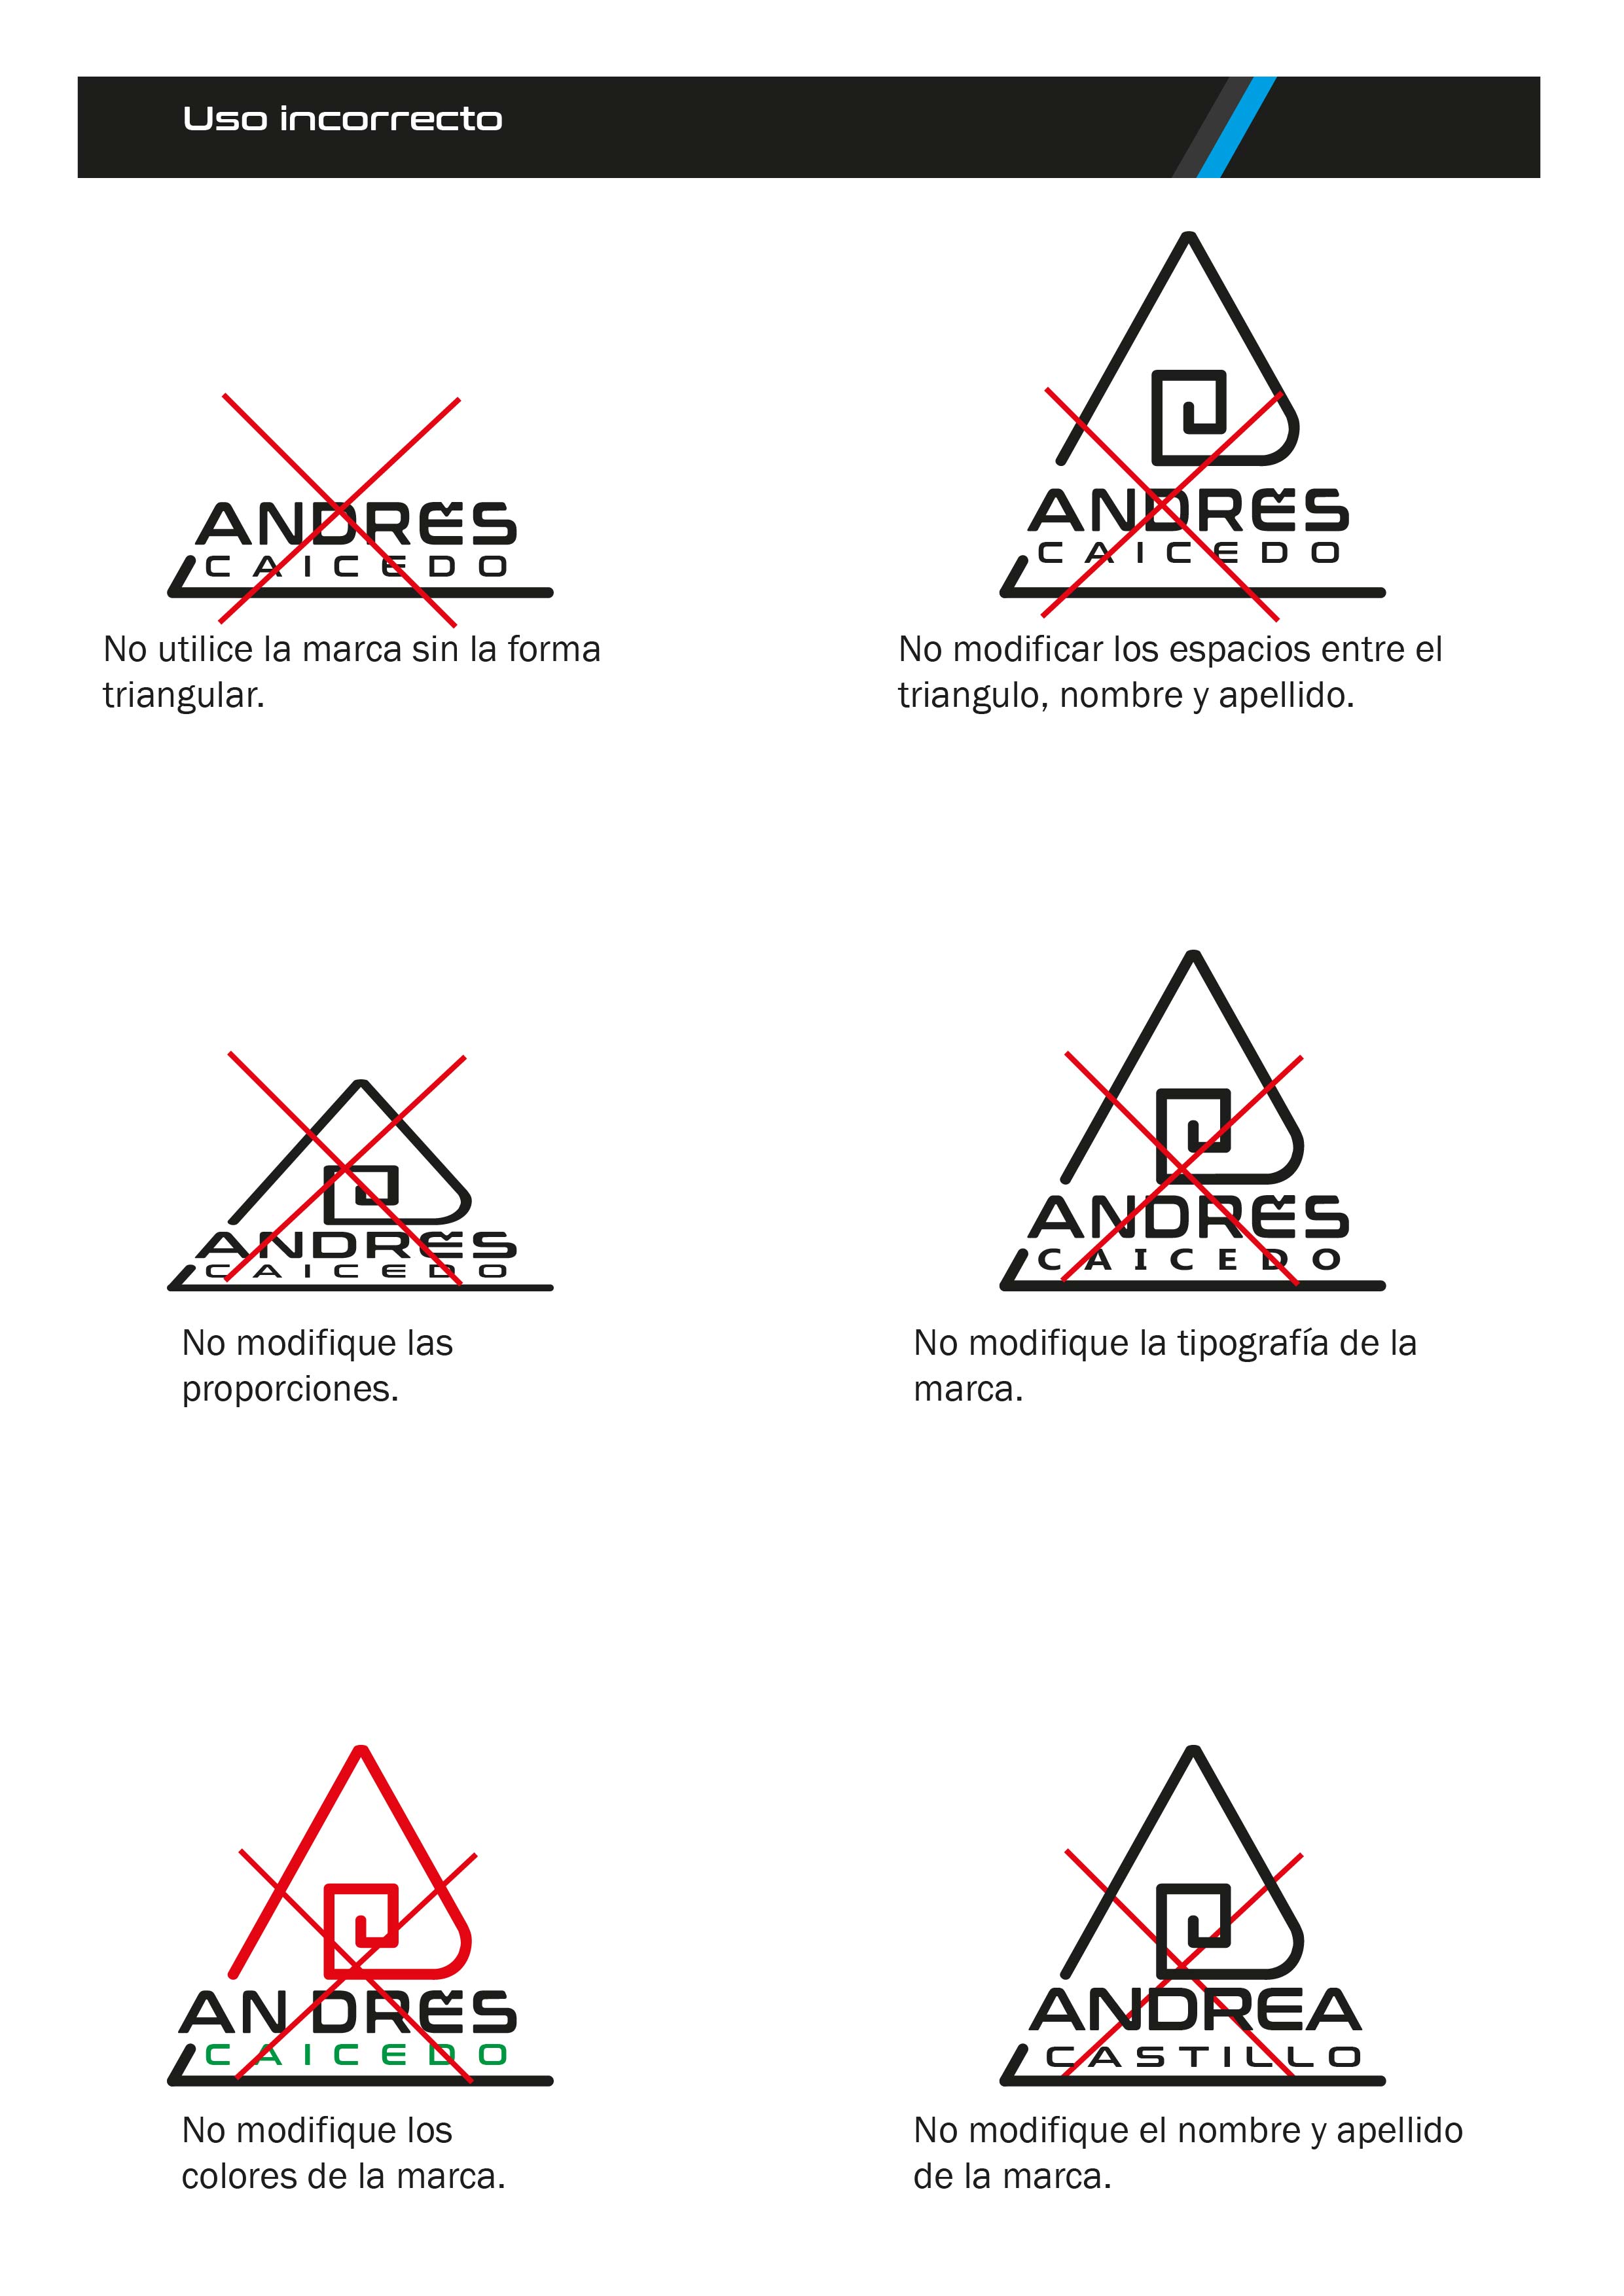 Uso incorrecto
ANDRÉS
CAICEDO
No utilice la marca sin la forma
triangular.
ANDRÉS
CAICEDO
No modificar los espacios entre el
triangulo, nombre y apellido.
ANDRÉS
CAICEDO
No modifique las
proporciones.
ANDRÉS
CAICEDO
No modifique la tipografía de la
marca.
AN DRÉS
CAICEDO
No modifique los
colores de la marca.
ANDREA
CASTILLO
No modifique el nombre y apellido
de la marca.